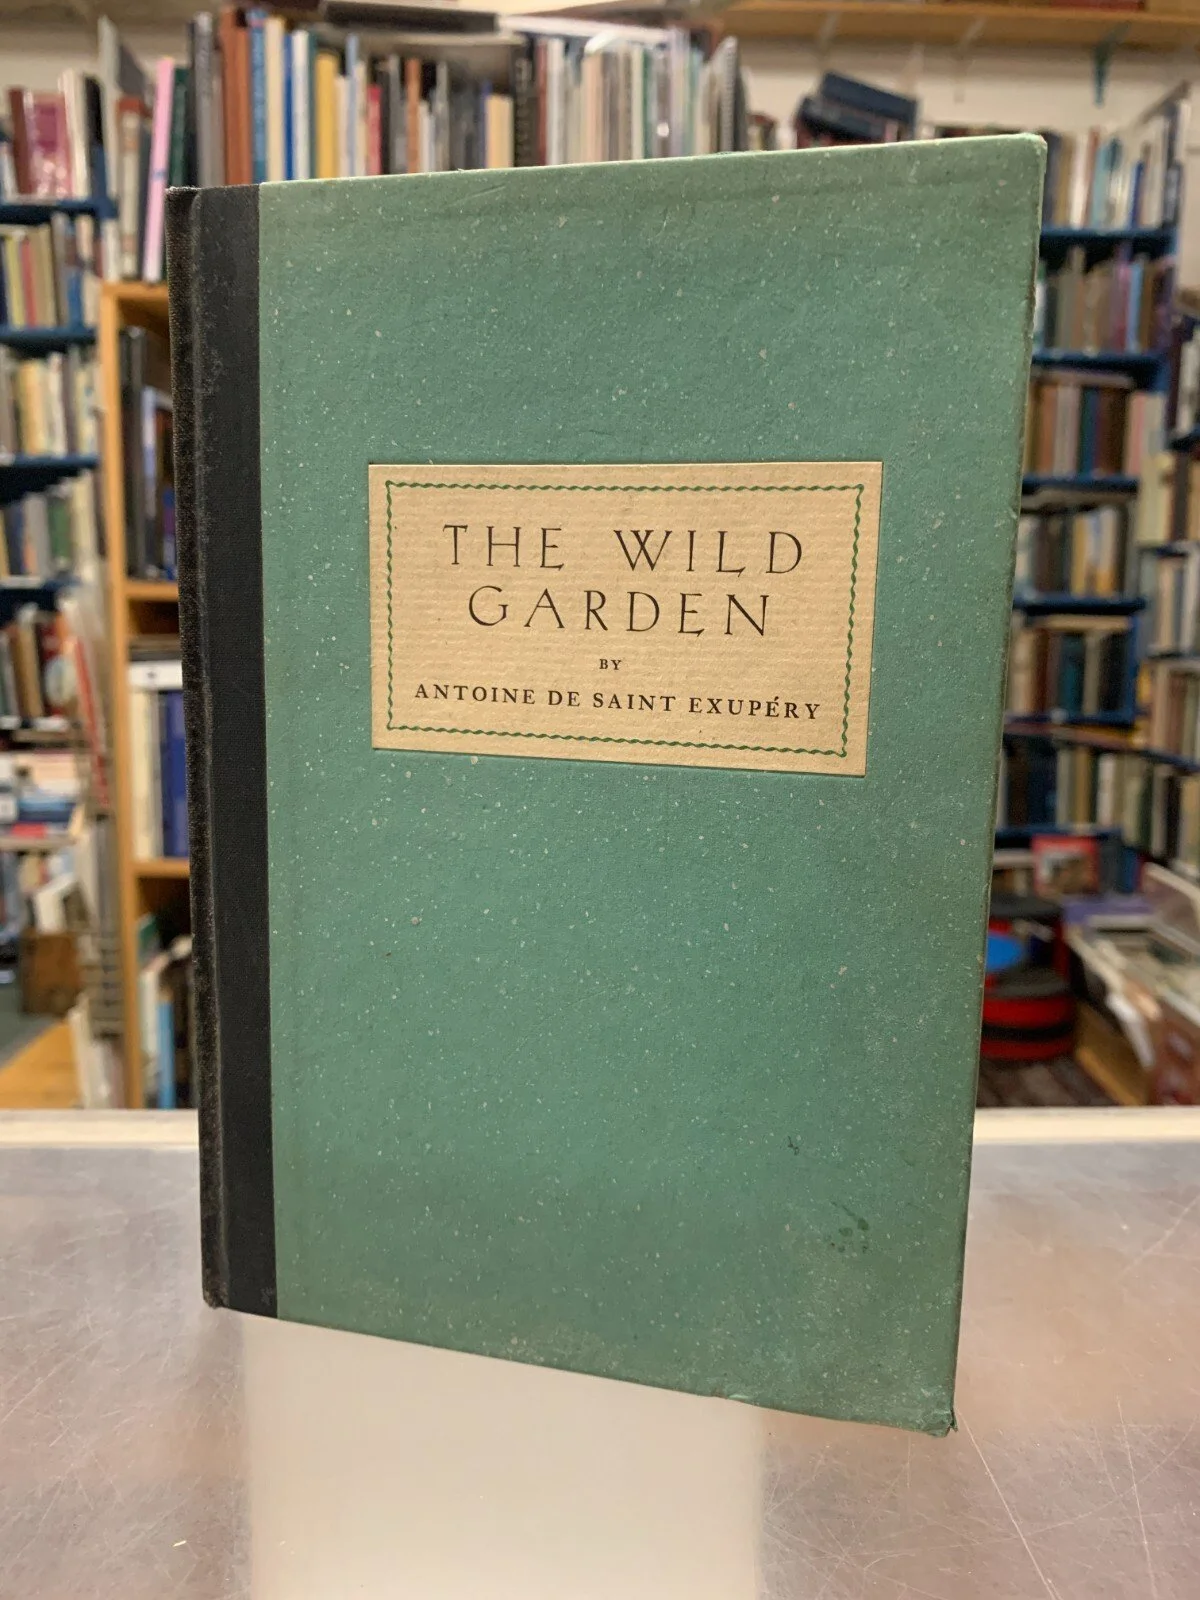 THE WILD
GARDEN
BY
ANTOINE DE SAINT EXUPÉRY